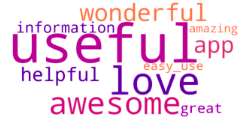 wonderful
information amazing
useful app
easy_use
helpful love
awesome great